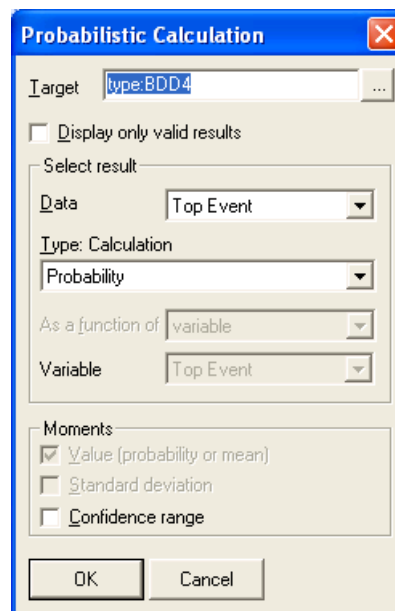 Probabilistic Calculation
Target type:BDD4 ...
Display only valid results
Select result
Data Top Event
Type: Calculation
Probability
As a function of variable
Variable Top Event
Moments
Value (probability or mean)
Standard deviation
Confidence range
OK Cancel